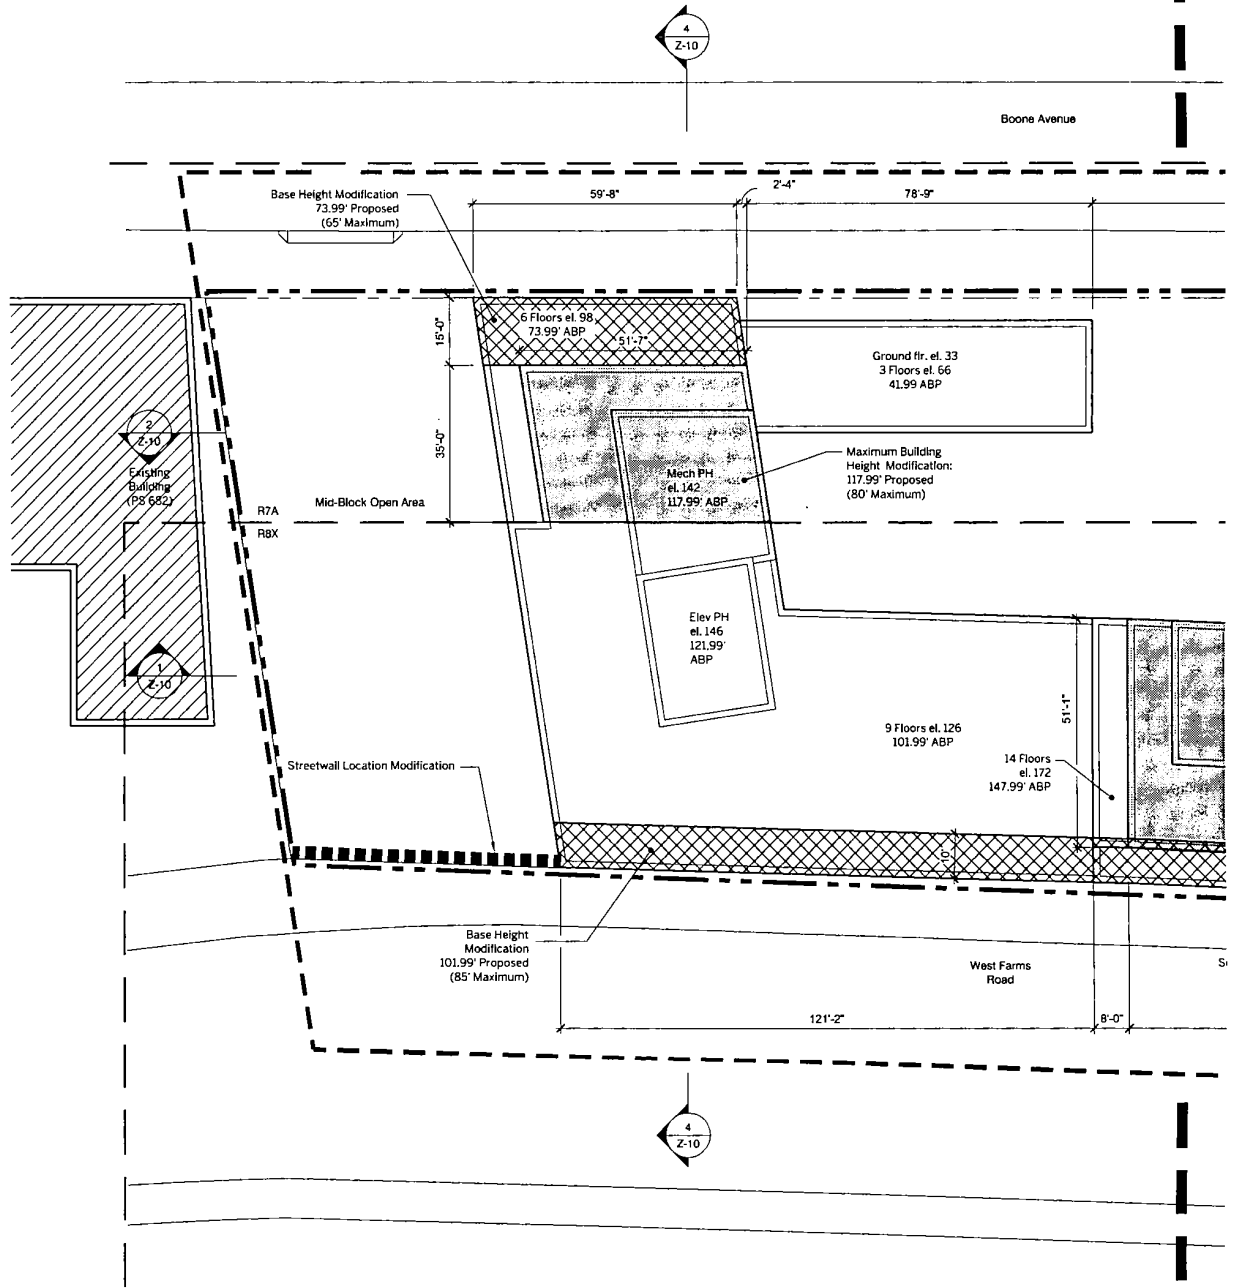 4
Z-10
Boone Avenue
Base Height Modification
73.99' Proposed
(65' Maximum)
59'-8"
2'-4"
78'-9"
15'-0"
6 Floors el. 98
73.99' ABP
51'-7"
Ground flr. el. 33
3 Floors el. 66
41.99 ABP
35'-0"
2
Z-10
Existing
Building
(PS 682)
Mid-Block Open Area
R7A
R8X
Mech PH
el. 142
117.99' ABP
Maximum Building
Height Modification:
117.99' Proposed
(80' Maximum)
Elev PH
el. 146
121.99'
ABP
1
Z-10
51'-1"
9 Floors el. 126
101.99' ABP
14 Floors
el. 172
147.99' ABP
Streetwall Location Modification
10'
Base Height
Modification
101.99' Proposed
(85' Maximum)
West Farms
Road
121'-2"
8'-0"
4
Z-10